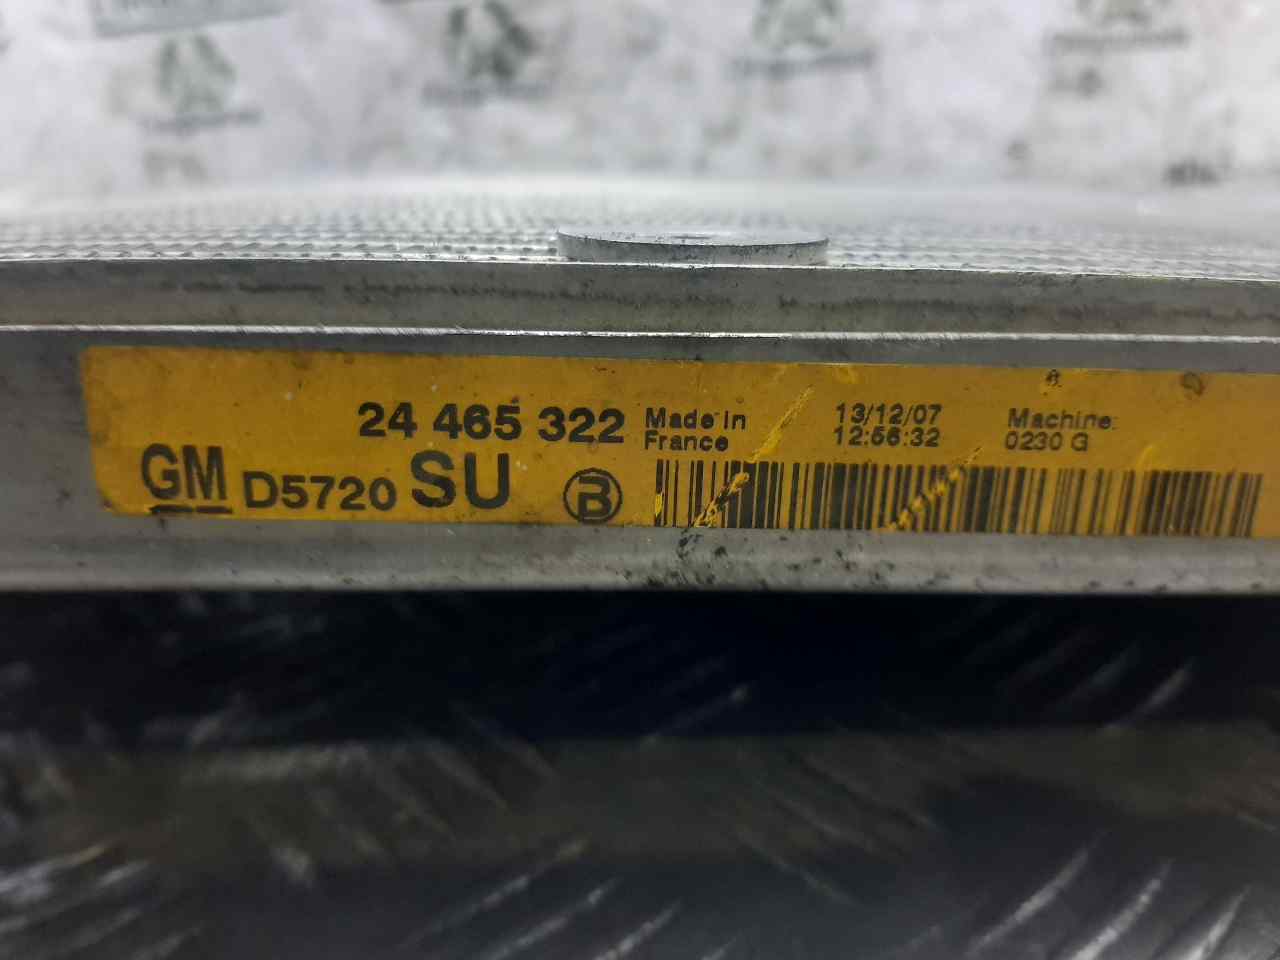 24 465 322
Made in
France
13/12/07
12:56:32
Machine:
0230 G
GM D5720 SU B